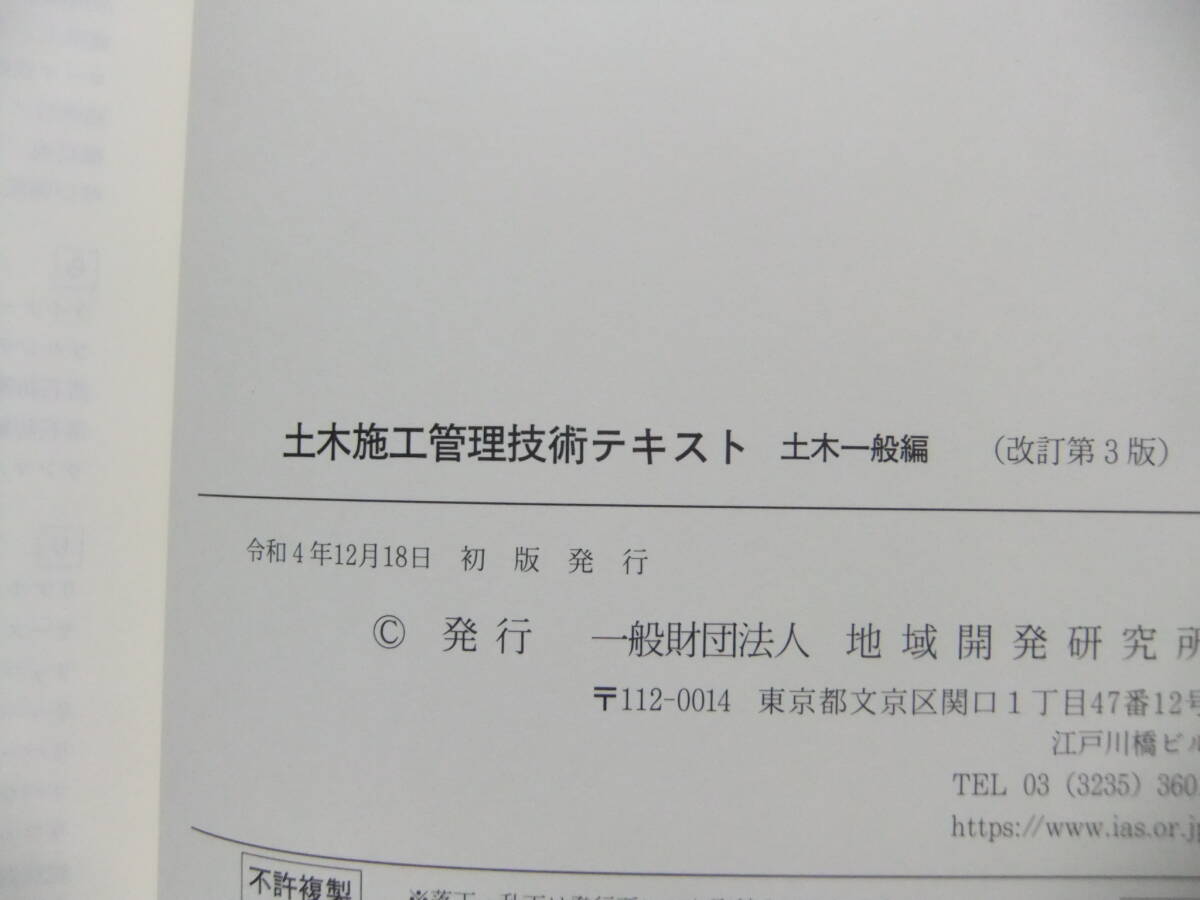 土木施工管理技術テキスト 土木一般編 (改訂第3版)
令和4年12月18日 初版発行
© 発行 一般財団法人 地域開発研究所
〒112-0014 東京都文京区関口1丁目47番12号
江戸川橋ビル
TEL 03 (3235) 360
https://www.ias.or.jp
不許複製